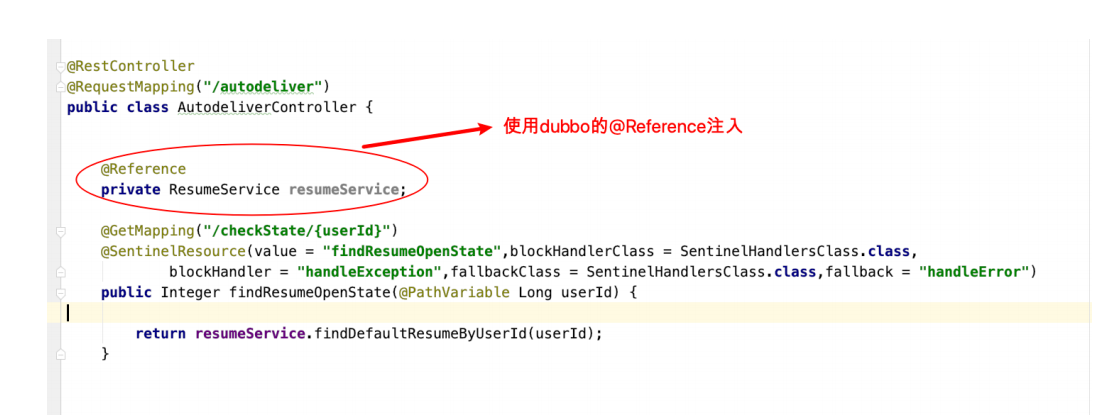 @RestController
@RequestMapping("/autodeliver")
public class AutodeliverController {
使用dubbo的@Reference注入
@Reference
private ResumeService resumeService;
@GetMapping("/checkState/{userId}")
@SentinelResource(value = "findResumeOpenState",blockHandlerClass = SentinelHandlersClass.class,
blockHandler = "handleException",fallbackClass = SentinelHandlersClass.class,fallback = "handleError")
public Integer findResumeOpenState(@PathVariable Long userId) {
return resumeService.findDefaultResumeByUserId(userId);
}